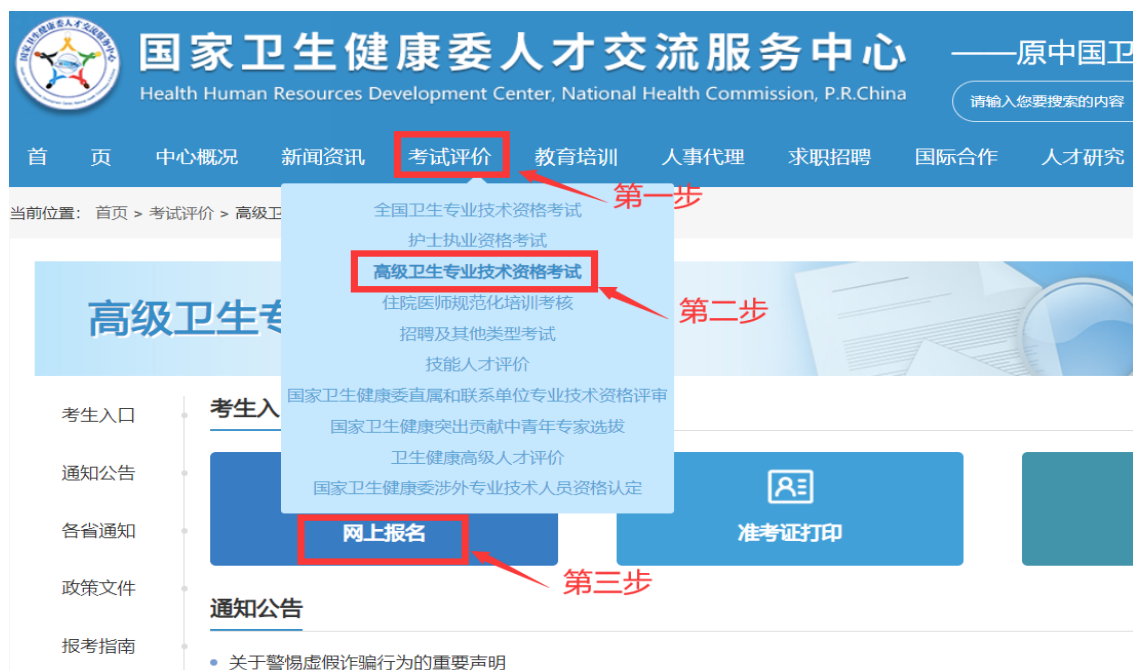 国家卫生健康委人才交流服务中心
——原中国卫
Health Human Resources Development Center, National Health Commission, P.R.China
请输入您要搜索的内容
首 页 中心概况 新闻资讯 考试评价 教育培训 人事代理 求职招聘 国际合作 人才研究
第一步
当前位置： 首页 > 考试评价 > 高级卫
全国卫生专业技术资格考试
护士执业资格考试
高级卫生专业技术资格考试
第二步
住院医师规范化培训考核
招聘及其他类型考试
技能人才评价
国家卫生健康委直属和联系单位专业技术资格评审
国家卫生健康突出贡献中青年专家选拔
卫生健康高级人才评价
国家卫生健康委涉外专业技术人员资格认定
高级卫生专
考生入口
通知公告
各省通知
政策文件
报考指南
考生入
网上报名
准考证打印
第三步
通知公告
关于警惕虚假诈骗行为的重要声明